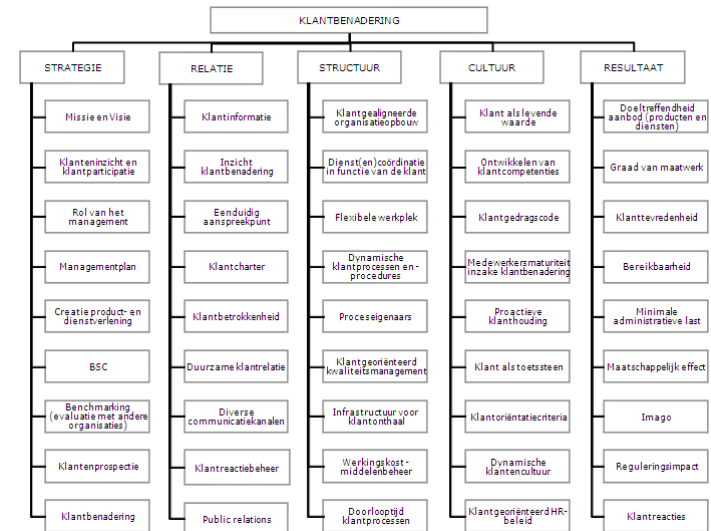 KLANTBENADERING
STRATEGIE
Missie en Visie
Klanteninzicht en
klantparticipatie
Rol van het
management
Managementplan
Creatie product- en
dienstverlening
BSC
Benchmarking
(evaluatie met andere
organisaties)
Klantenprospectie
Klantbenadering
RELATIE
Klantinformatie
Inzicht
klantbenadering
Eenduidig
aanspreekpunt
Klantcharter
Klantbetrokkenheid
Duurzame klantrelatie
Diverse
communicatiekanalen
Klantreactiebeheer
Public relations
STRUCTUUR
Klantgealigneerde
organisatieopbouw
Dienst(en)coördinatie
in functie van de klant
Flexibele werkplek
Dynamische
klantprocessen en -
procedures
Proceseigenaars
Klantgeoriënteerd
kwaliteitsmanagement
Infrastructuur voor
klantonthaal
Werkingskost -
middelenbeheer
Doorlooptijd
klantprocessen
CULTUUR
Klant als levende
waarde
Ontwikkelen van
klantcompetenties
Klantgedragscode
Medewerkersmaturiteit
inzake klantbenadering
Proactieve
klanthouding
Klant als toetssteen
Klantoriëntatiecriteria
Dynamische
klantencultuur
Klantgeoriënteerd HR-
beleid
RESULTAAT
Doeltreffendheid
aanbod (producten en
diensten)
Graad van maatwerk
Klanttevredenheid
Bereikbaarheid
Minimale
administratieve last
Maatschappelijk effect
Imago
Reguleringsimpact
Klantreacties